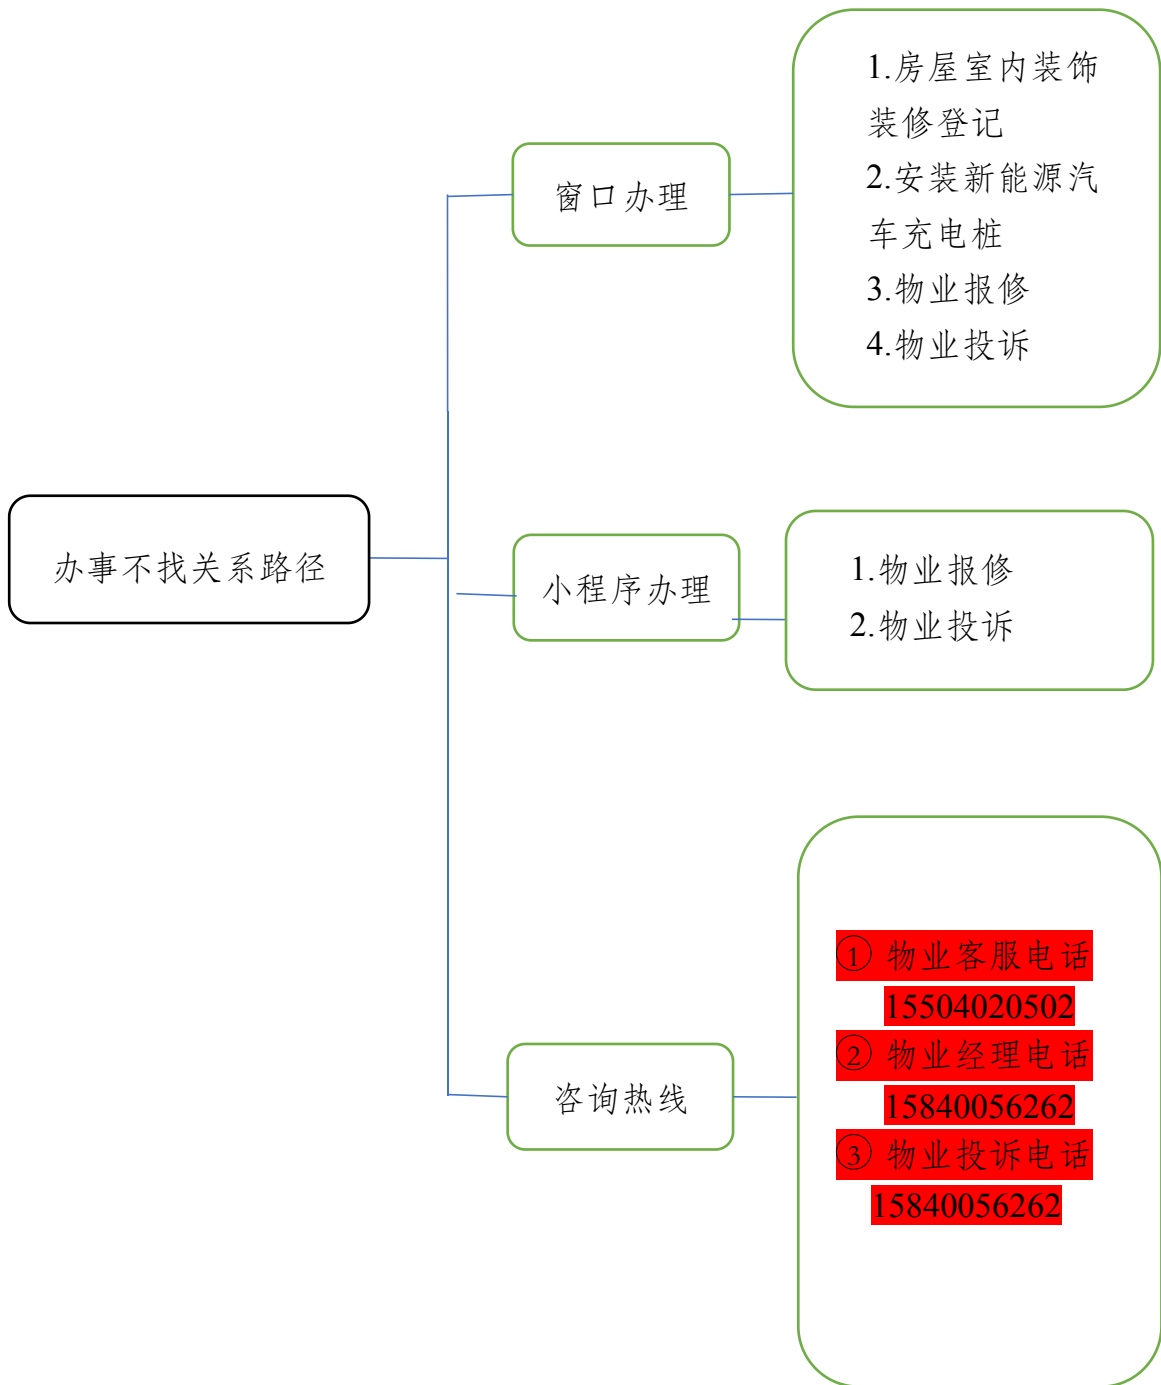 办事不找关系路径
窗口办理
1.房屋室内装饰
装修登记
2.安装新能源汽
车充电桩
3.物业报修
4.物业投诉
小程序办理
1.物业报修
2.物业投诉
咨询热线
① 物业客服电话
15504020502
② 物业经理电话
15840056262
③ 物业投诉电话
15840056262